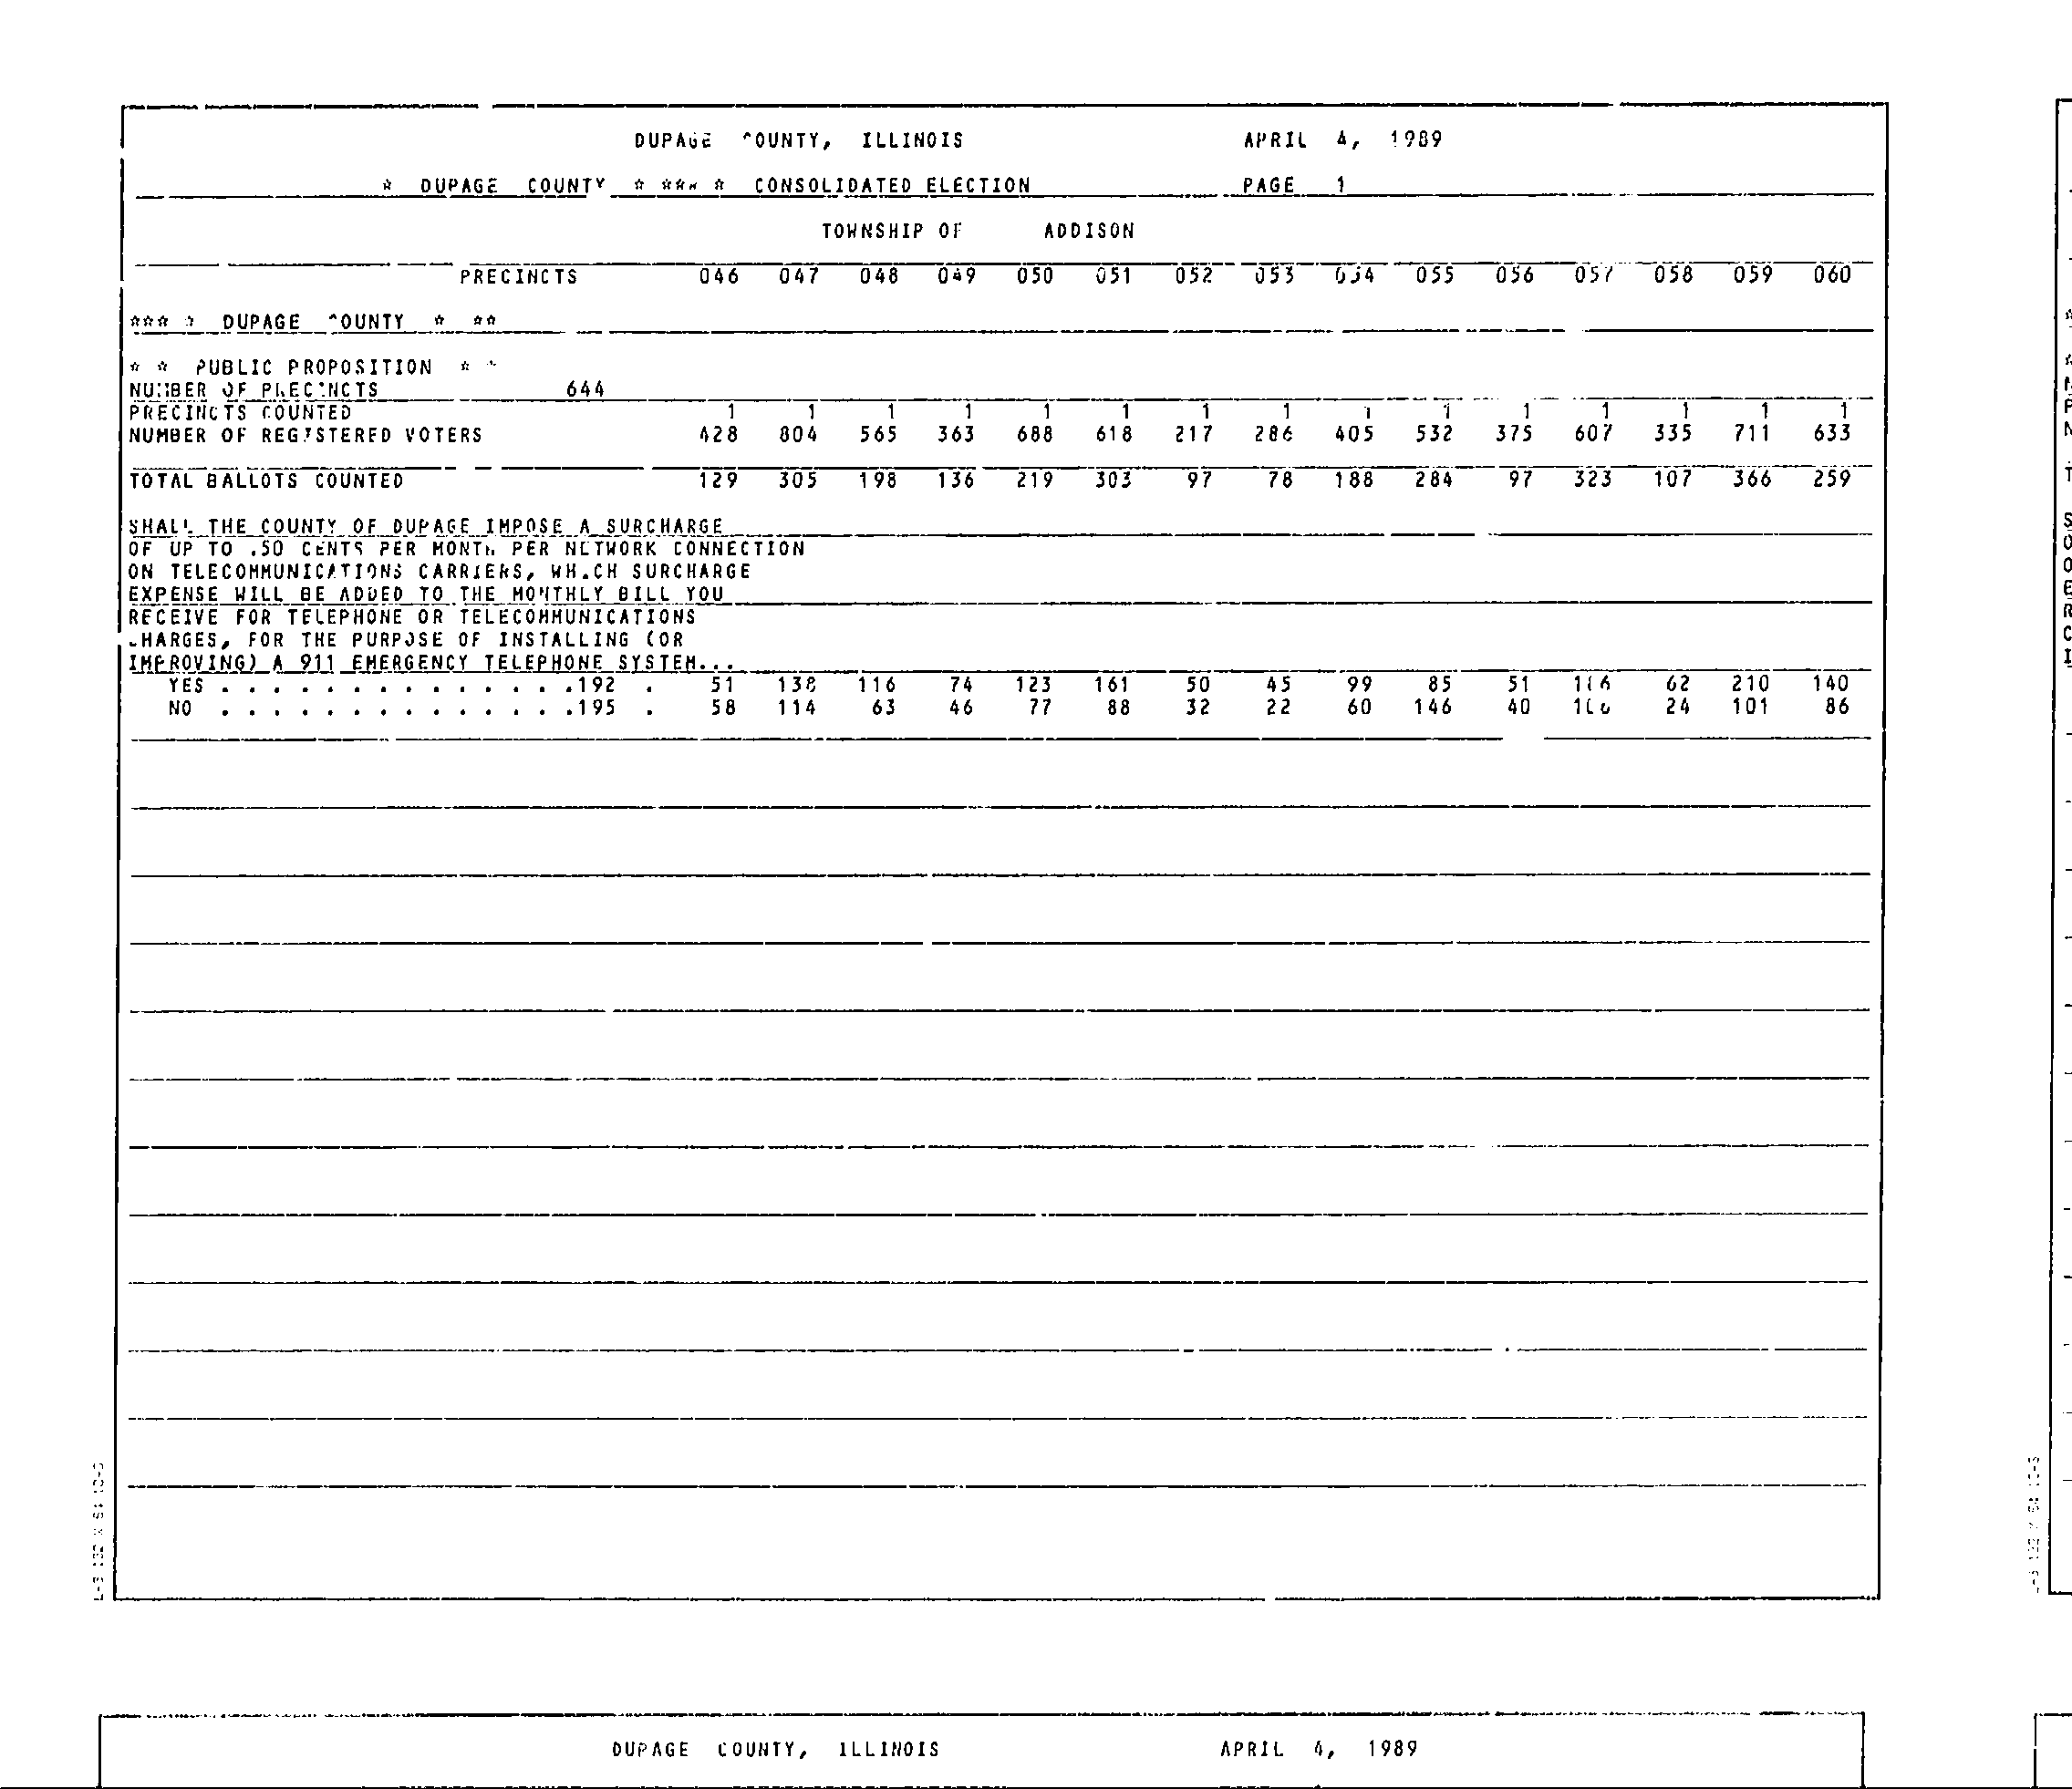 DUPAGE COUNTY, ILLINOIS APRIL 4, 1989
* DUPAGE COUNTY * *** * CONSOLIDATED ELECTION PAGE 1
TOWNSHIP OF ADDISON
PRECINCTS 046 047 048 049 050 051 052 053 054 055 056 057 058 059 060
*** * DUPAGE COUNTY * **
* * PUBLIC PROPOSITION * *
NUMBER OF PRECINCTS 644
PRECINCTS COUNTED 1 1 1 1 1 1 1 1 1 1 1 1 1 1 1
NUMBER OF REGISTERED VOTERS 428 804 565 363 688 618 217 286 405 532 375 607 335 711 633
TOTAL BALLOTS COUNTED 129 305 198 136 219 303 97 78 188 284 97 323 107 366 259
SHALL THE COUNTY OF DUPAGE IMPOSE A SURCHARGE
OF UP TO .50 CENTS PER MONTH PER NETWORK CONNECTION
ON TELECOMMUNICATIONS CARRIERS, WHICH SURCHARGE
EXPENSE WILL BE ADDED TO THE MONTHLY BILL YOU
RECEIVE FOR TELEPHONE OR TELECOMMUNICATIONS
CHARGES, FOR THE PURPOSE OF INSTALLING (OR
IMPROVING) A 911 EMERGENCY TELEPHONE SYSTEM...
YES . . . . . . . . . . . . . .192 . 51 138 116 74 123 161 50 45 99 85 51 62 210 140
NO . . . . . . . . . . . . . .195 . 58 114 63 46 77 88 32 22 60 146 40 24 101 86
DUPAGE COUNTY, ILLINOIS APRIL 4, 1989